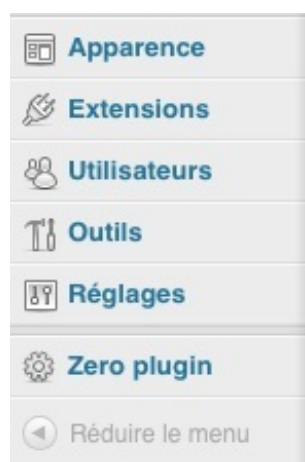 Apparence
Extensions
Utilisateurs
Outils
Réglages
Zero plugin
Réduire le menu